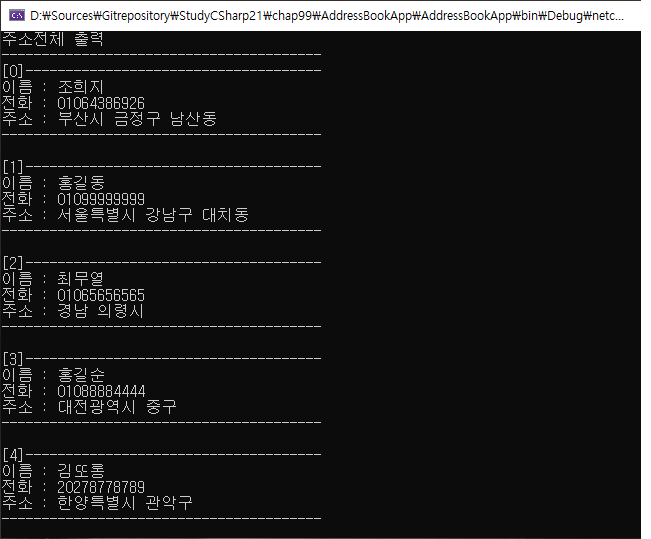 D:\Sources\Gitrepository\StudyCSharp21\chap99\AddressBookApp\AddressBookApp\bin\Debug\netc...
주소전체 출력
----------------------------------------
[0]-------------------------------------
이름 : 조희지
전화 : 01064386926
주소 : 부산시 금정구 남산동
----------------------------------------
[1]-------------------------------------
이름 : 홍길동
전화 : 01099999999
주소 : 서울특별시 강남구 대치동
----------------------------------------
[2]-------------------------------------
이름 : 최무열
전화 : 01065656565
주소 : 경남 의령시
----------------------------------------
[3]-------------------------------------
이름 : 홍길순
전화 : 01088884444
주소 : 대전광역시 중구
----------------------------------------
[4]-------------------------------------
이름 : 김또통
전화 : 20278778789
주소 : 한양특별시 관악구
----------------------------------------